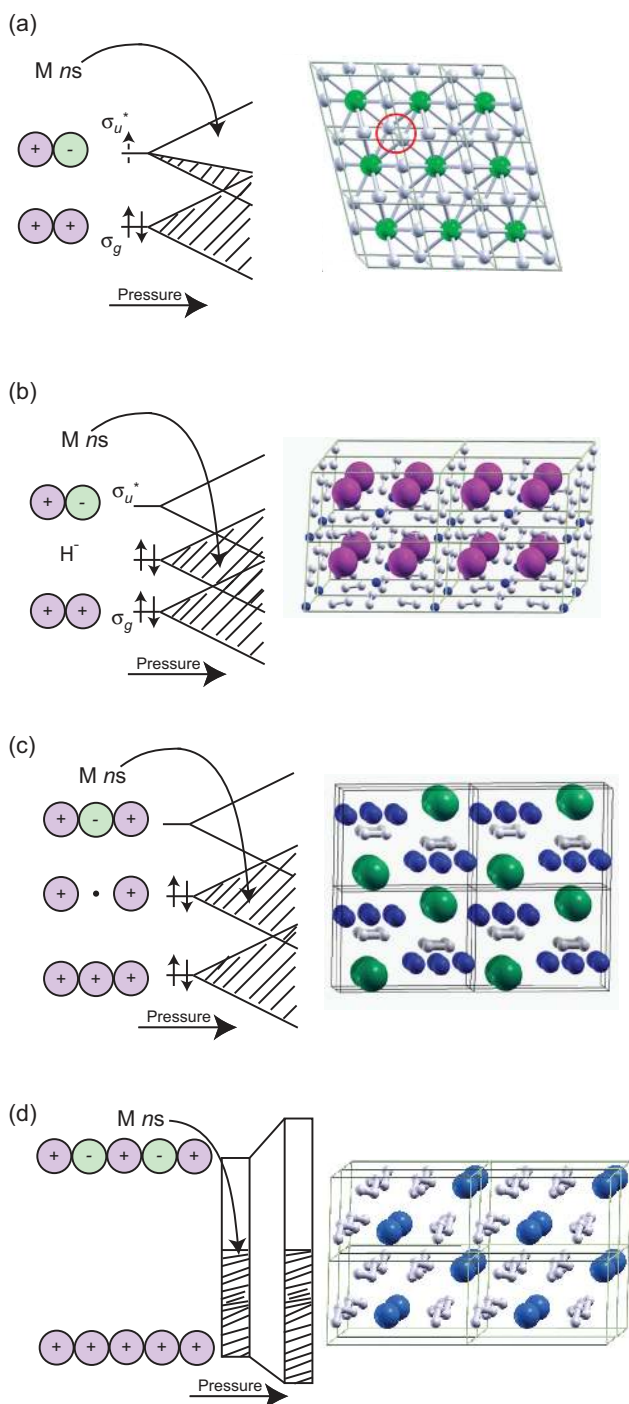 (a)
M ns
σu*
+ -
+ +
σg
Pressure
(b)
M ns
σu*
+ -
H-
+ +
σg
Pressure
(c)
M ns
+ - +
+ • +
+ + +
Pressure
(d)
M ns
+ - + - +
+ + + + +
Pressure